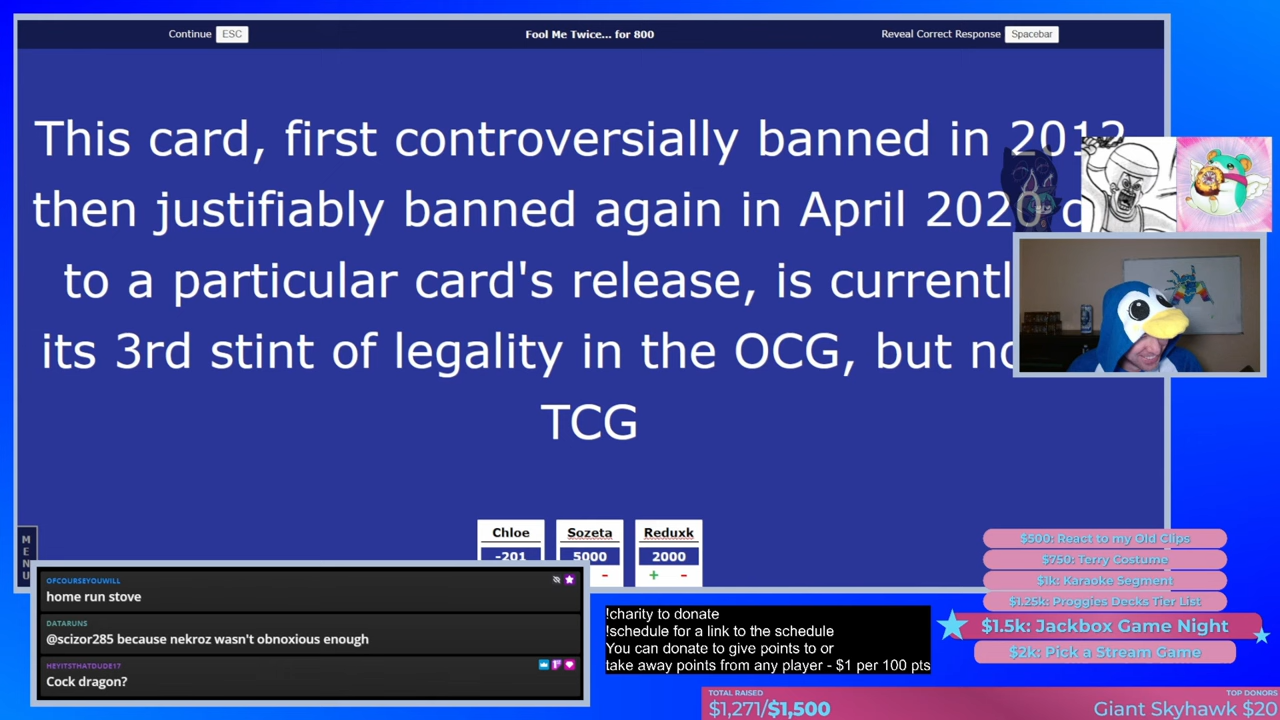 Continue ESC
Fool Me Twice... for 800
Reveal Correct Response Spacebar
This card, first controversially banned in 2013
then justifiably banned again in April 2020
to a particular card's release, is
its 3rd stint of legality in the OCG, but
TCG
MENU
Chloe
-201
Sozeta
5000
-
Reduxk
2000
+ -
OFCOURSEYOUWILL
home run stove
DATARUNS
@scizor285 because nekroz wasn't obnoxious enough
HEYITSTHATDUDE17
Cock dragon?
!charity to donate
!schedule for a link to the schedule
You can donate to give points to or
take away points from any player - $1 per 100 pts
$500: React to my Old Clips
$750: Terry Costume
$1k: Karaoke Segment
$1.25k: Proggies Decks Tier List
$1.5k: Jackbox Game Night
$2k: Pick a Stream Game
TOTAL RAISED
$1,271/$1,500
TOP DONORS
Giant Skyhawk $20